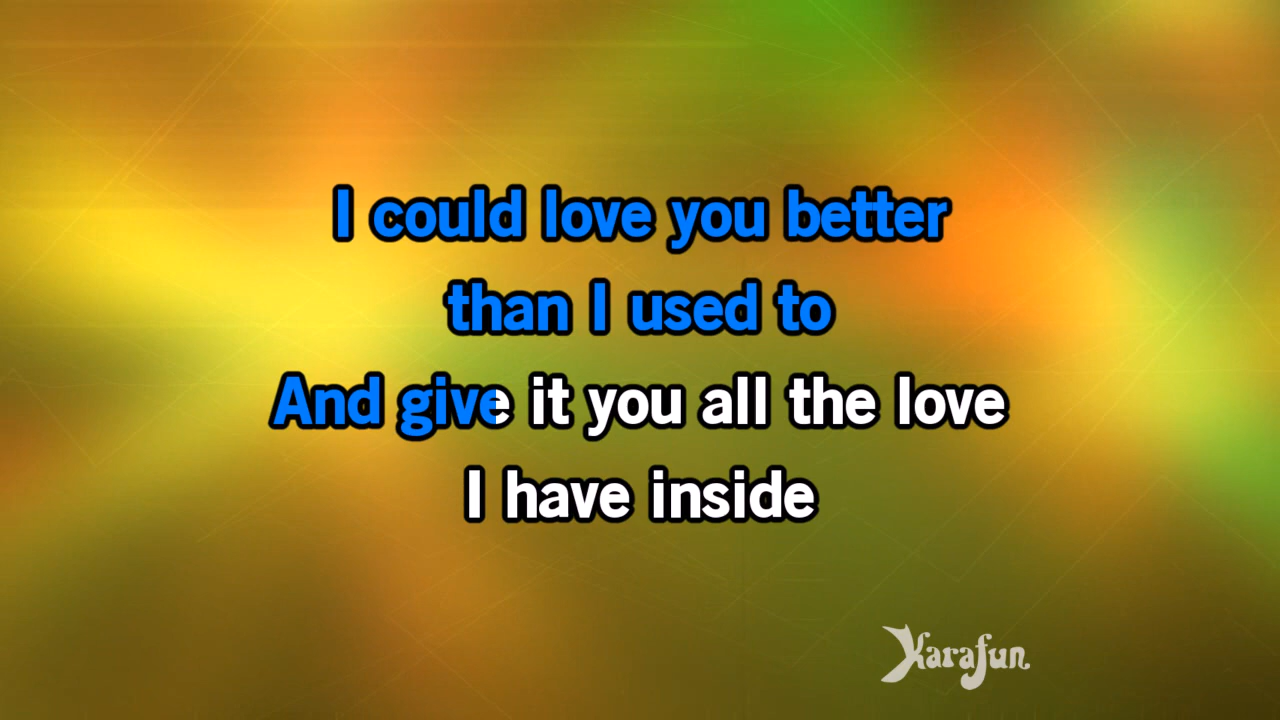 I could love you better
than I used to
And give it you all the love
I have inside
Karafun